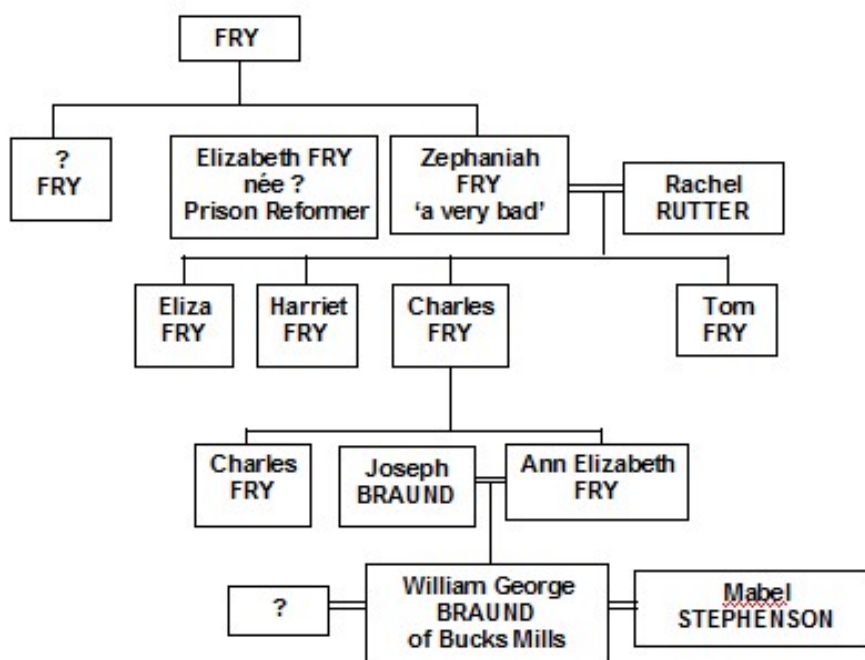 FRY
?
FRY
Elizabeth FRY
née ?
Prison Reformer
Zephaniah
FRY
‘a very bad’
Rachel
RUTTER
Eliza
FRY
Harriet
FRY
Charles
FRY
Tom
FRY
Charles
FRY
Joseph
BRAUND
Ann Elizabeth
FRY
?
William George
BRAUND
of Bucks Mills
Mabel
STEPHENSON